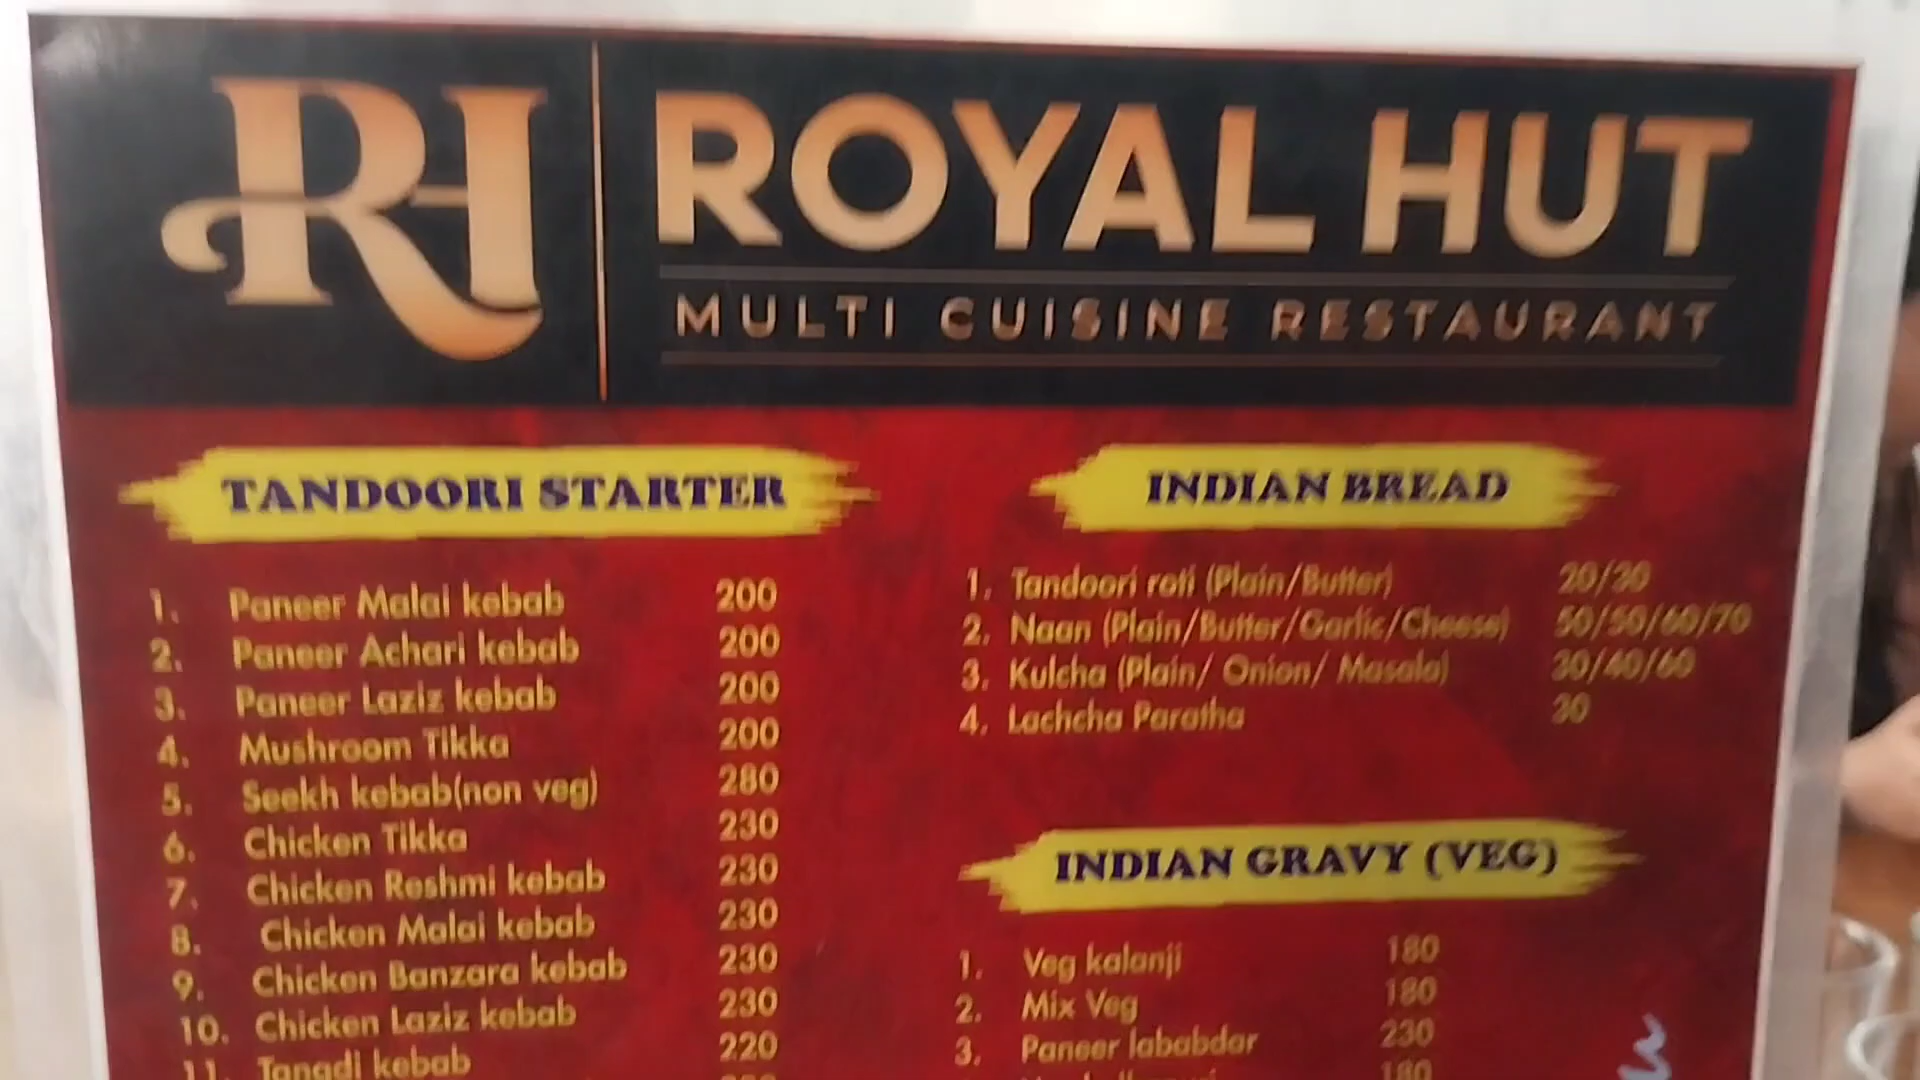 RH
ROYAL HUT
MULTI CUISINE RESTAURANT
TANDOORI STARTER
1. Paneer Malai kebab 200
2. Paneer Achari kebab 200
3. Paneer Laziz kebab 200
4. Mushroom Tikka 200
5. Seekh kebab(non veg) 280
6. Chicken Tikka 230
7. Chicken Reshmi kebab 230
8. Chicken Malai kebab 230
9. Chicken Banzara kebab 230
10. Chicken Laziz kebab 230
11. Tangdi kebab 220
INDIAN BREAD
1. Tandoori roti (Plain/Butter) 20/30
2. Naan (Plain/Butter/Garlic/Cheese) 50/50/60/70
3. Kulcha (Plain/ Onion/ Masala) 30/40/60
4. Lachcha Paratha 30
INDIAN GRAVY (VEG)
1. Veg kalanji 180
2. Mix Veg 180
3. Paneer lababdar 230
180